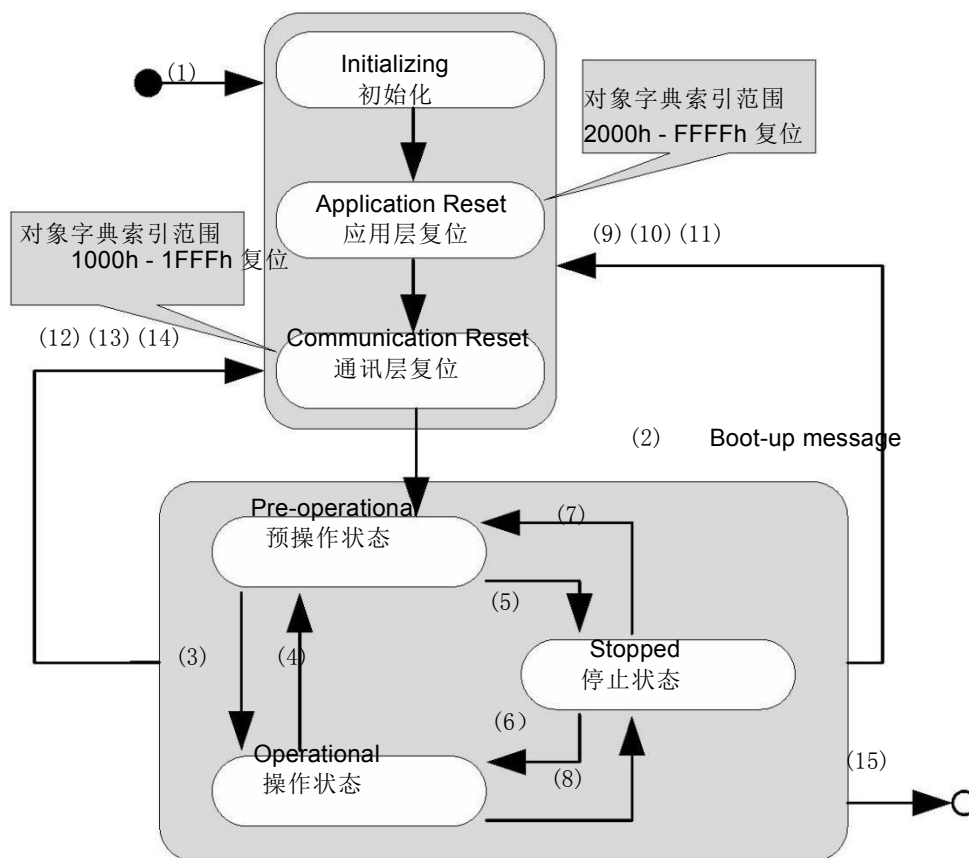 (1)
Initializing
初始化
对象字典索引范围
2000h - FFFFh 复位
Application Reset
应用层复位
对象字典索引范围
1000h - 1FFFh 复位
(9)(10)(11)
(12)(13)(14)
Communication Reset
通讯层复位
(2) Boot-up message
Pre-operational
预操作状态
(7)
(5)
(3)
(4)
Stopped
停止状态
(6)
Operational
操作状态
(8)
(15)